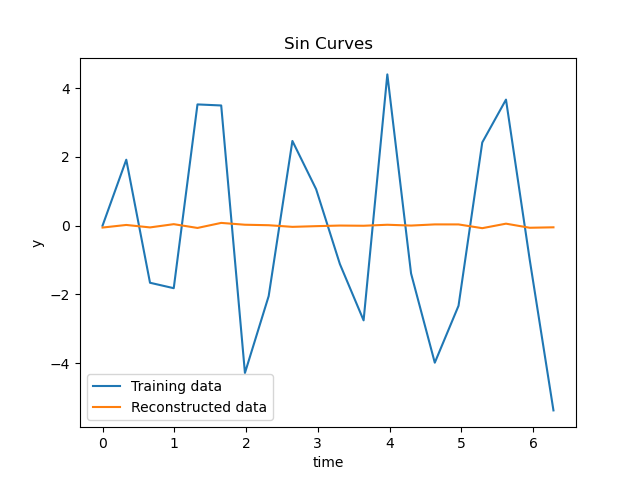 Sin Curves
4
2
0
−2
−4
y
Training data
Reconstructed data
0 1 2 3 4 5 6
time